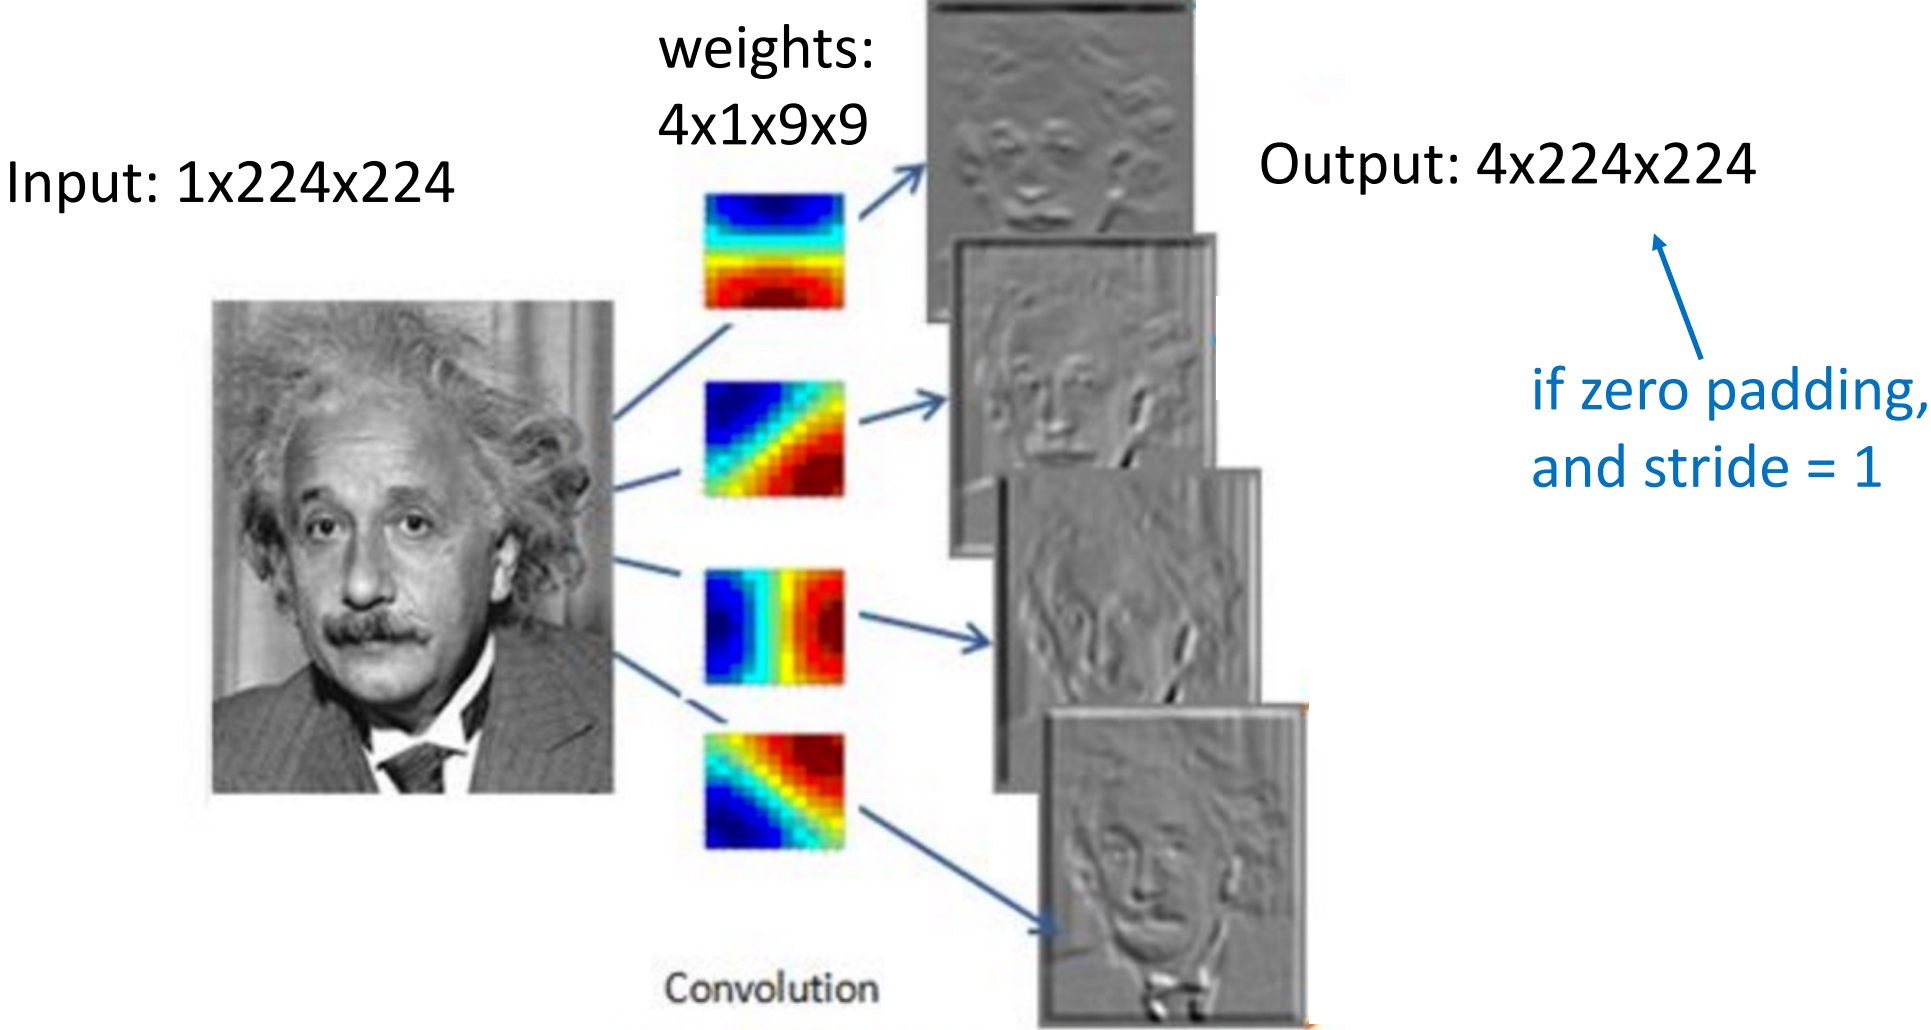 weights:
4x1x9x9
Input: 1x224x224
Output: 4x224x224
if zero padding,
and stride = 1
Convolution